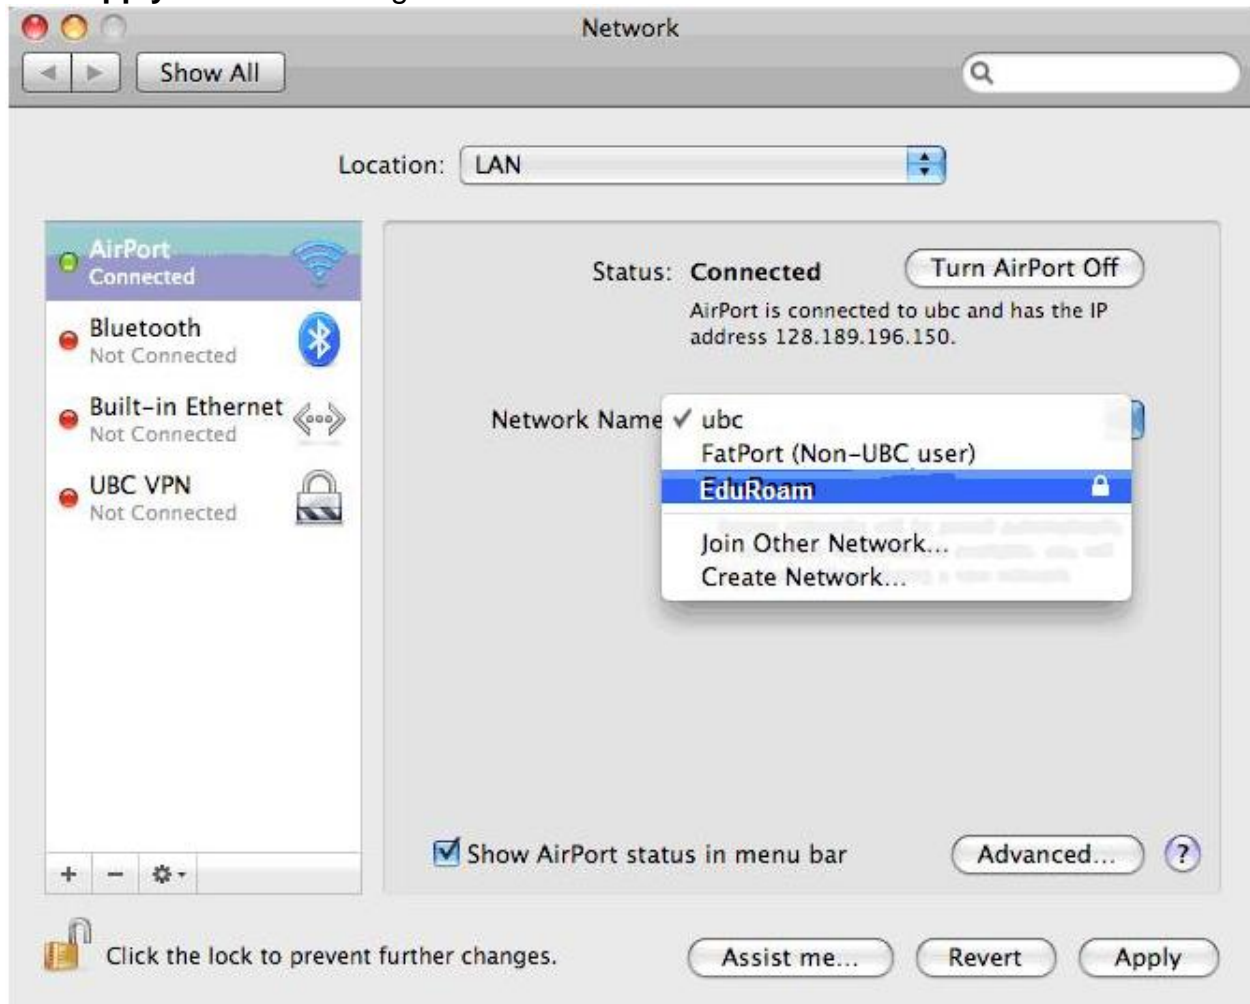 Network
Show All
Location: LAN
AirPort
Connected
Bluetooth
Not Connected
Built-in Ethernet
Not Connected
UBC VPN
Not Connected
Status: Connected
Turn AirPort Off
AirPort is connected to ubc and has the IP
address 128.189.196.150.
Network Name
✓ ubc
FatPort (Non-UBC user)
EduRoam
Join Other Network...
Create Network...
Show AirPort status in menu bar
Advanced...
?
+ −
Click the lock to prevent further changes.
Assist me...
Revert
Apply